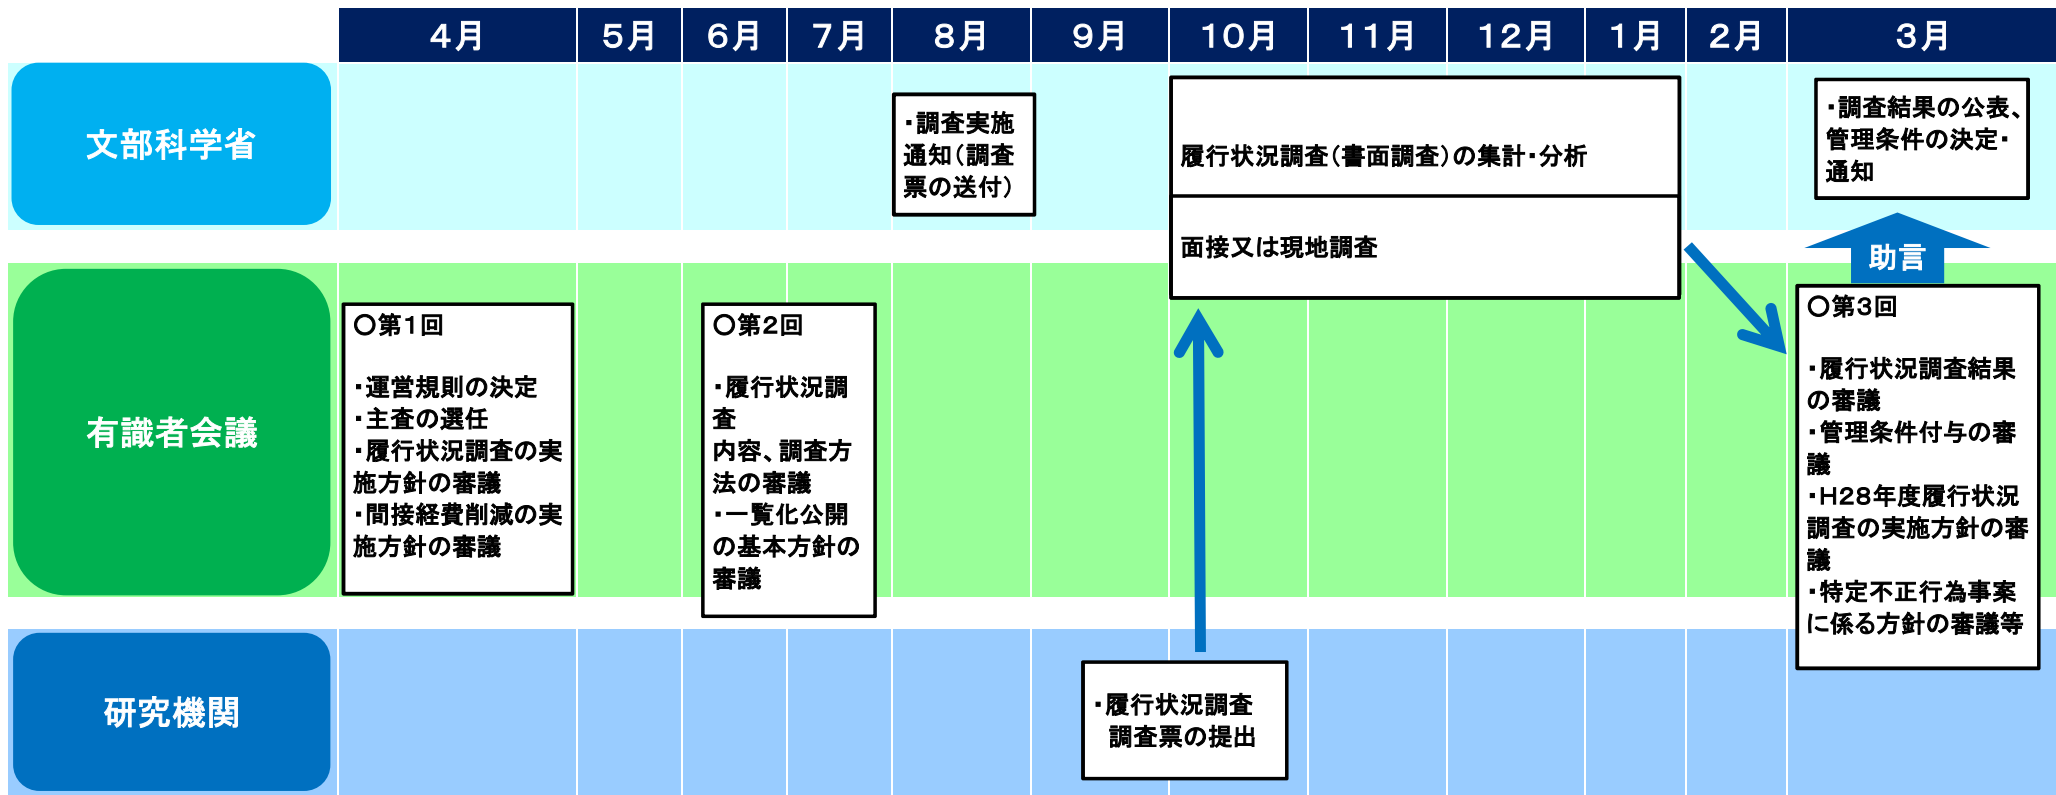 4月 5月 6月 7月 8月 9月 10月 11月 12月 1月 2月 3月
文部科学省
・調査実施
通知（調査
票の送付）
履行状況調査（書面調査）の集計・分析
面接又は現地調査
・調査結果の公表、
管理条件の決定・
通知
助言
有識者会議
○第1回
・運営規則の決定
・主査の選任
・履行状況調査の実
施方針の審議
・間接経費削減の実
施方針の審議
○第2回
・履行状況調
査
内容、調査方
法の審議
・一覧化公開
の基本方針の
審議
○第3回
・履行状況調査結果
の審議
・管理条件付与の審
議
・H28年度履行状況
調査の実施方針の審
議
・特定不正行為事案
に係る方針の審議等
研究機関
・履行状況調査
調査票の提出